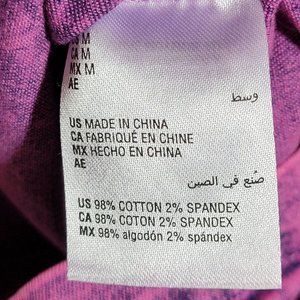 US M
CA M
MX M
AE
وسط
US MADE IN CHINA
CA FABRIQUÉ EN CHINE
MX HECHO EN CHINA
AE
صُنع في الصين
US 98% COTTON 2% SPANDEX
CA 98% COTON 2% SPANDEX
MX 98% algodón 2% spándex